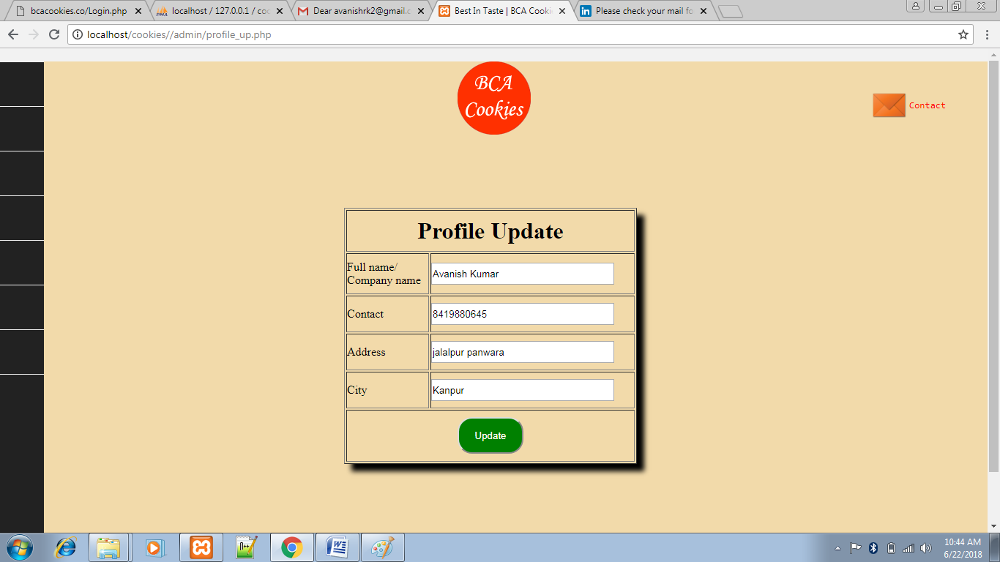 bcacookies.co/Login.php
localhost / 127.0.0.1 / coo
Dear avanishrk2@gmail.c
Best In Taste | BCA Cooki
Please check your mail fo
localhost/cookies//admin/profile_up.php
BCA
Cookies
Contact
Profile Update
Full name/
Company name
Avanish Kumar
Contact
8419880645
Address
jalalpur panwara
City
Kanpur
Update
10:44 AM
6/22/2018